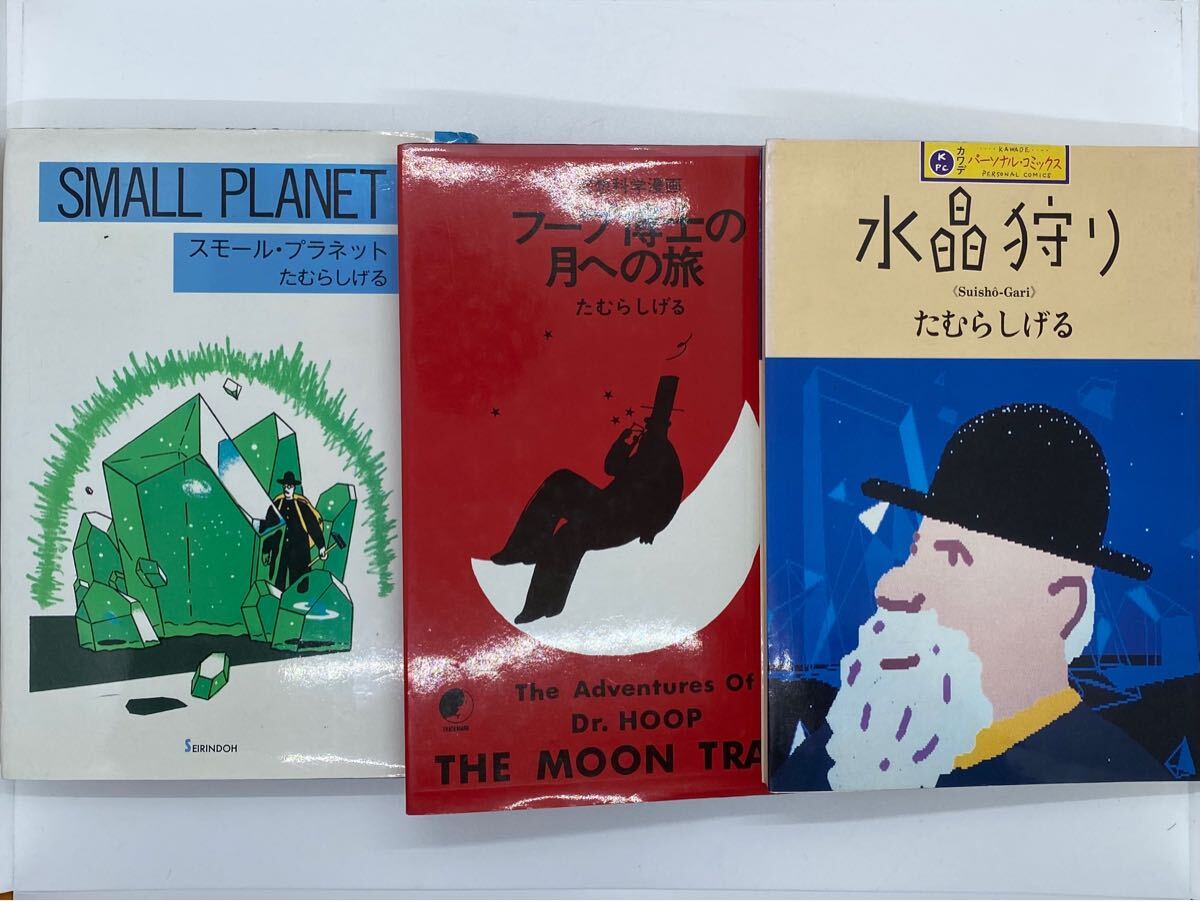 SMALL PLANET
スモール・プラネット
たむらしげる
SEIRINDOH
科学漫画
フープ博士の
月への旅
たむらしげる
The Adventures Of
Dr. HOOP
THE MOON TRA
TRADEMARK
KAWADE
カワデ
パーソナル・コミックス
PERSONAL COMICS
K
PC
水晶狩り
《Suishô-Gari》
たむらしげる